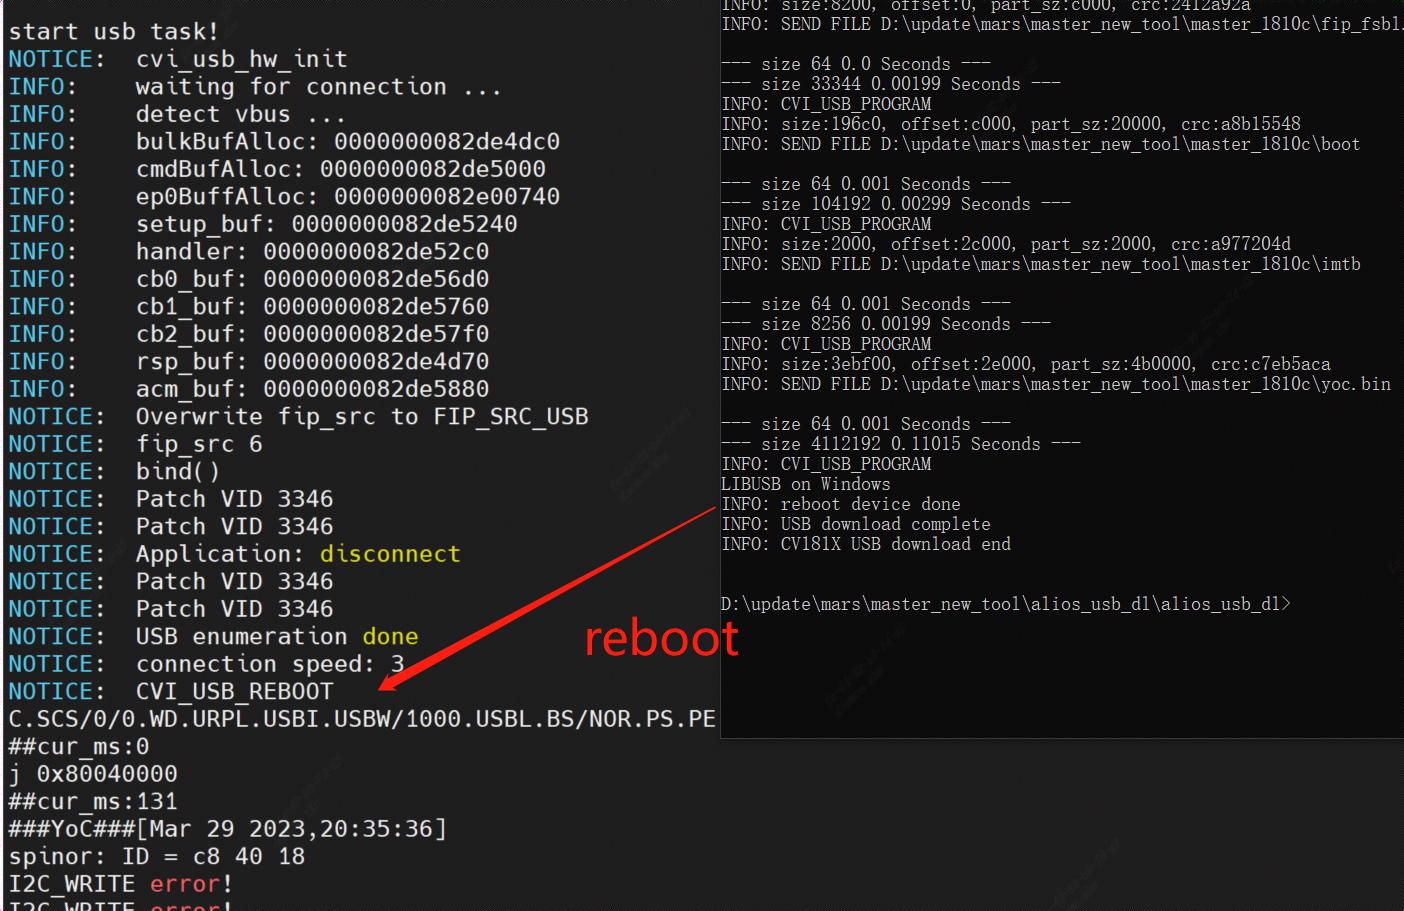 start usb task!
NOTICE:  cvi_usb_hw_init
INFO:    waiting for connection ...
INFO:    detect vbus ...
INFO:    bulkBufAlloc: 0000000082de4dc0
INFO:    cmdBufAlloc: 0000000082de5000
INFO:    ep0BuffAlloc: 0000000082e00740
INFO:    setup_buf: 0000000082de5240
INFO:    handler: 0000000082de52c0
INFO:    cb0_buf: 0000000082de56d0
INFO:    cb1_buf: 0000000082de5760
INFO:    cb2_buf: 0000000082de57f0
INFO:    rsp_buf: 0000000082de4d70
INFO:    acm_buf: 0000000082de5880
NOTICE:  Overwrite fip_src to FIP_SRC_USB
NOTICE:  fip_src 6
NOTICE:  bind()
NOTICE:  Patch VID 3346
NOTICE:  Patch VID 3346
NOTICE:  Application: disconnect
NOTICE:  Patch VID 3346
NOTICE:  Patch VID 3346
NOTICE:  USB enumeration done
NOTICE:  connection speed: 3
NOTICE:  CVI_USB_REBOOT
C.SCS/0/0.WD.URPL.USBI.USBW/1000.USBL.BS/NOR.PS.PE
##cur_ms:0
j 0x80040000
##cur_ms:131
###YoC###[Mar 29 2023,20:35:36]
spinor: ID = c8 40 18
I2C_WRITE error!
I2C_WRITE error!
INFO: size:8200, offset:0, part_sz:c000, crc:2412a92a
INFO: SEND FILE D:\update\mars\master_new_tool\master_1810c\fip_fsbl.
--- size 64 0.0 Seconds ---
--- size 33344 0.00199 Seconds ---
INFO: CVI_USB_PROGRAM
INFO: size:196c0, offset:c000, part_sz:20000, crc:a8b15548
INFO: SEND FILE D:\update\mars\master_new_tool\master_1810c\boot
--- size 64 0.001 Seconds ---
--- size 104192 0.00299 Seconds ---
INFO: CVI_USB_PROGRAM
INFO: size:2000, offset:2c000, part_sz:2000, crc:a977204d
INFO: SEND FILE D:\update\mars\master_new_tool\master_1810c\imtb
--- size 64 0.001 Seconds ---
--- size 8256 0.00199 Seconds ---
INFO: CVI_USB_PROGRAM
INFO: size:3ebf00, offset:2e000, part_sz:4b0000, crc:c7eb5aca
INFO: SEND FILE D:\update\mars\master_new_tool\master_1810c\yoc.bin
--- size 64 0.001 Seconds ---
--- size 4112192 0.11015 Seconds ---
INFO: CVI_USB_PROGRAM
LIBUSB on Windows
INFO: reboot device done
INFO: USB download complete
INFO: CV181X USB download end
D:\update\mars\master_new_tool\alios_usb_dl\alios_usb_dl>
reboot